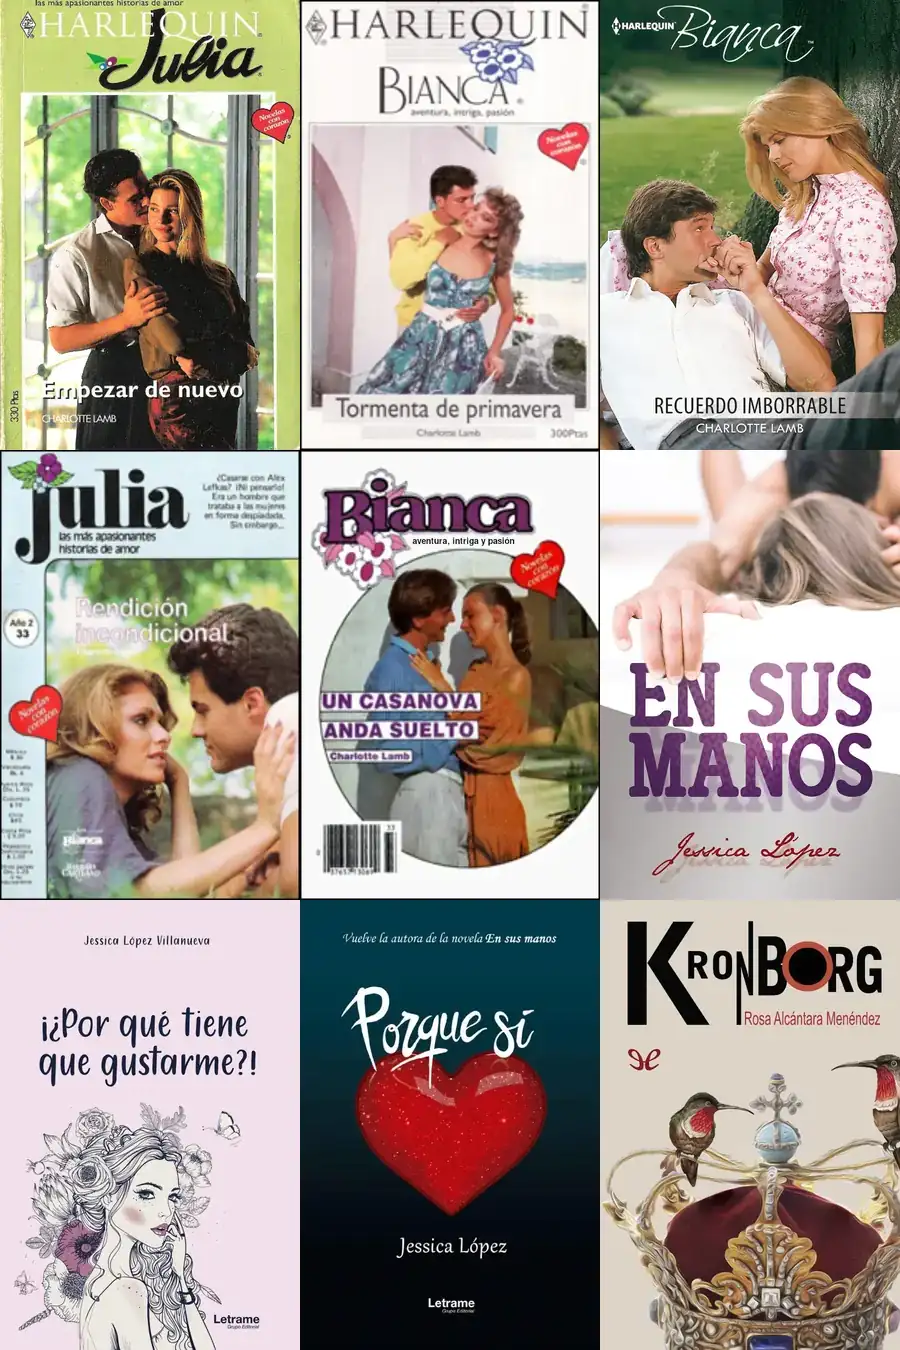 las más apasionantes historias de amor
HARLEQUIN
Julia
Novelas con corazón
Empezar de nuevo
CHARLOTTE LAMB
330 Ptas
HARLEQUIN
BIANCA
aventura, intriga, pasión
Novelas con corazón
Tormenta de primavera
Charlotte Lamb
300Ptas
HARLEQUIN
Bianca
RECUERDO IMBORRABLE
CHARLOTTE LAMB
julia
las más apasionantes
historias de amor
¿Casarse con Alex
Lefkas? ¡Ni pensarlo!
Era un hombre que
trataba a las mujeres
en forma despiadada.
Sin embargo...
Año 2
33
Rendición
incondicional
Novelas con corazón
Bianca
Bianca
aventura, intriga y pasión
Novelas con corazón
UN CASANOVA
ANDA SUELTO
Charlotte Lamb
EN SUS
MANOS
Jessica López
Jessica López Villanueva
¡¿Por qué tiene
que gustarme?!
Letrame
Grupo Editorial
Vuelve la autora de la novela En sus manos
Porque sí
Jessica López
Letrame
Grupo Editorial
KRONBORG
Rosa Alcántara Menéndez